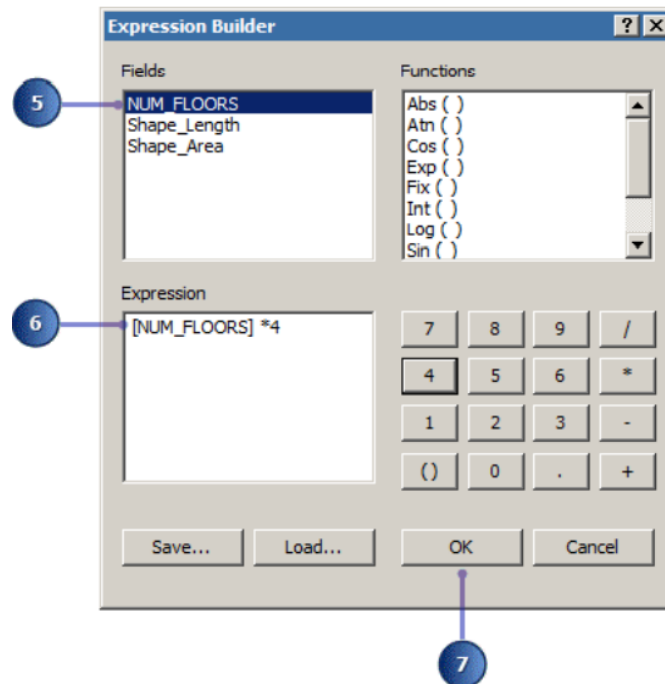 Expression Builder
? X
Fields
Functions
5
NUM_FLOORS
Shape_Length
Shape_Area
Abs ( )
Atn ( )
Cos ( )
Exp ( )
Fix ( )
Int ( )
Log ( )
Sin ( )
Expression
6
[NUM_FLOORS] *4
7 8 9 /
4 5 6 *
1 2 3 -
() 0 . +
Save... Load... OK Cancel
7